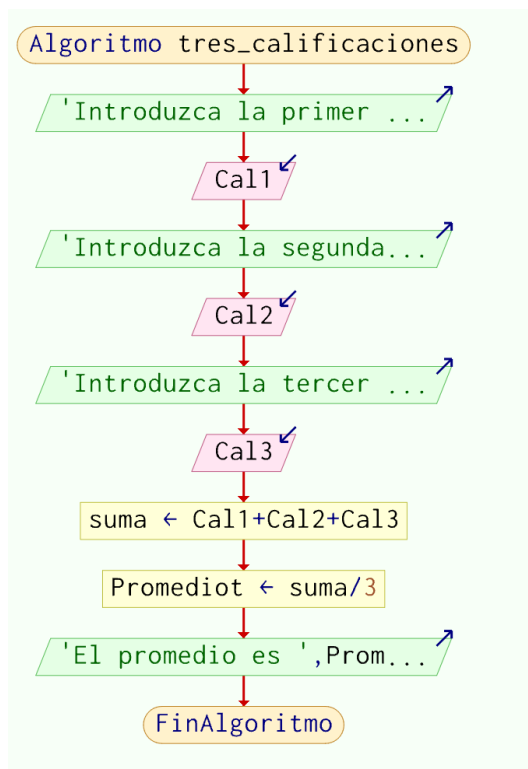 Algoritmo tres_calificaciones
'Introduzca la primer ...
Cal1
'Introduzca la segunda...
Cal2
'Introduzca la tercer ...
Cal3
suma ← Cal1+Cal2+Cal3
Promediot ← suma/3
'El promedio es ',Prom...
FinAlgoritmo